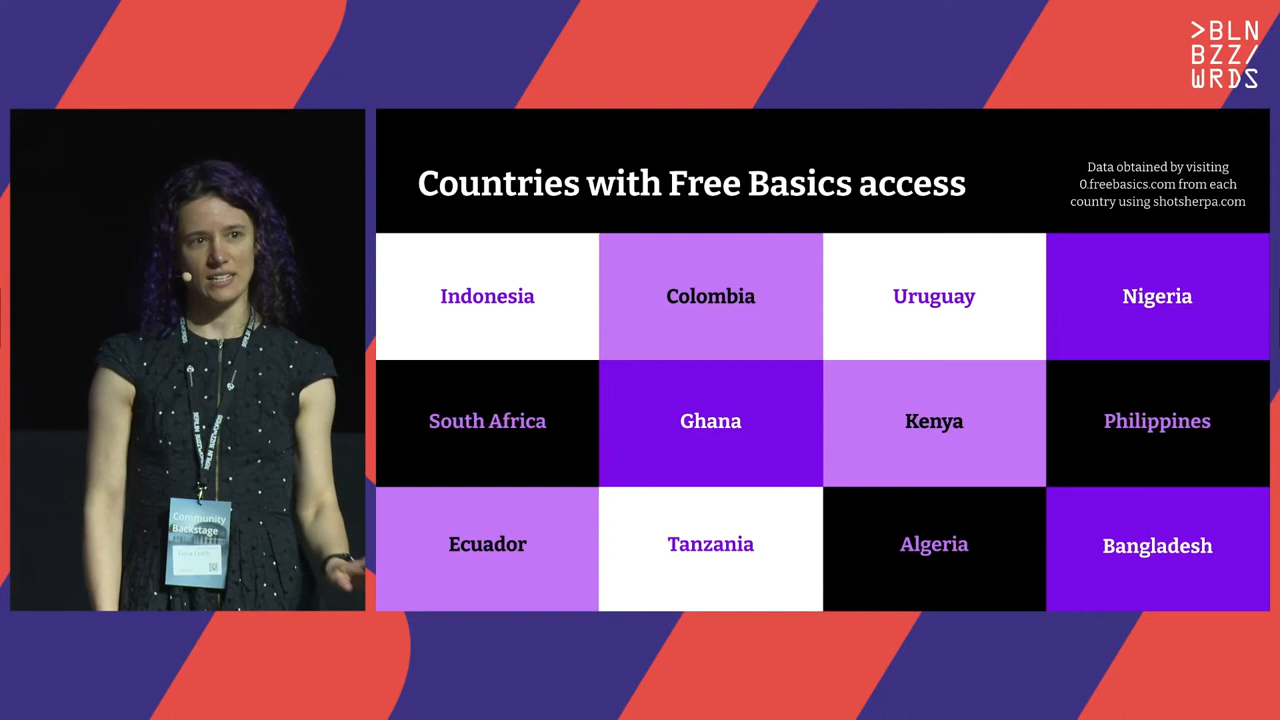 >BLN
BZZ/
WRDS
Countries with Free Basics access
Data obtained by visiting
0.freebasics.com from each
country using shotsherpa.com
Indonesia
Colombia
Uruguay
Nigeria
South Africa
Ghana
Kenya
Philippines
Ecuador
Tanzania
Algeria
Bangladesh
Community
Backstage